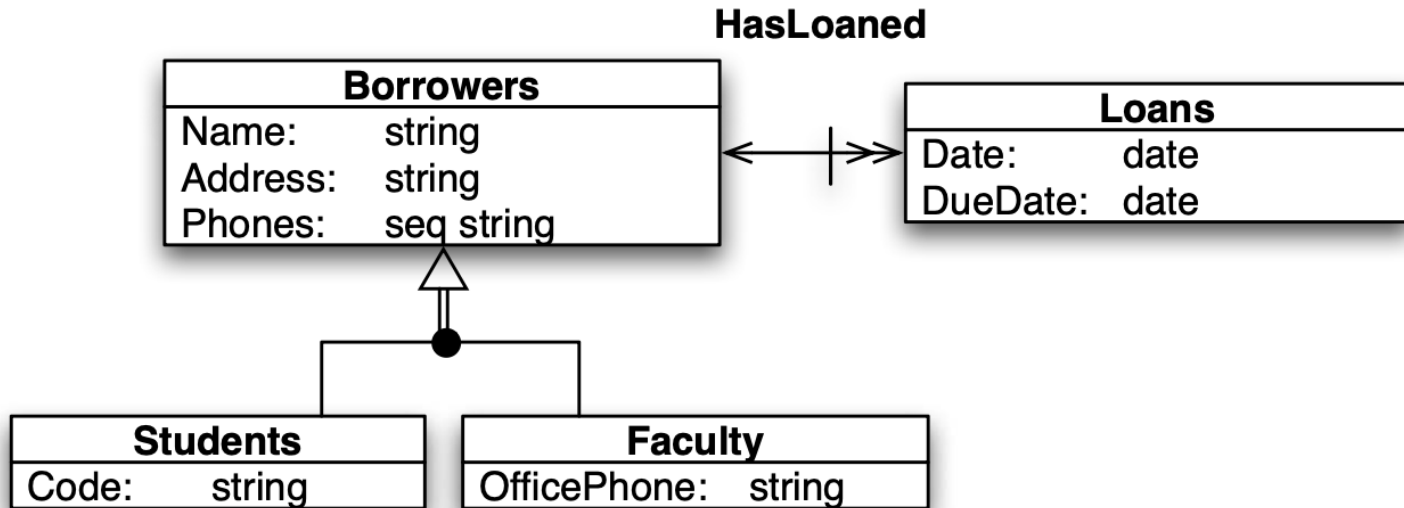 HasLoaned
Borrowers
Name: string
Address: string
Phones: seq string
Loans
Date: date
DueDate: date
Students
Code: string
Faculty
OfficePhone: string